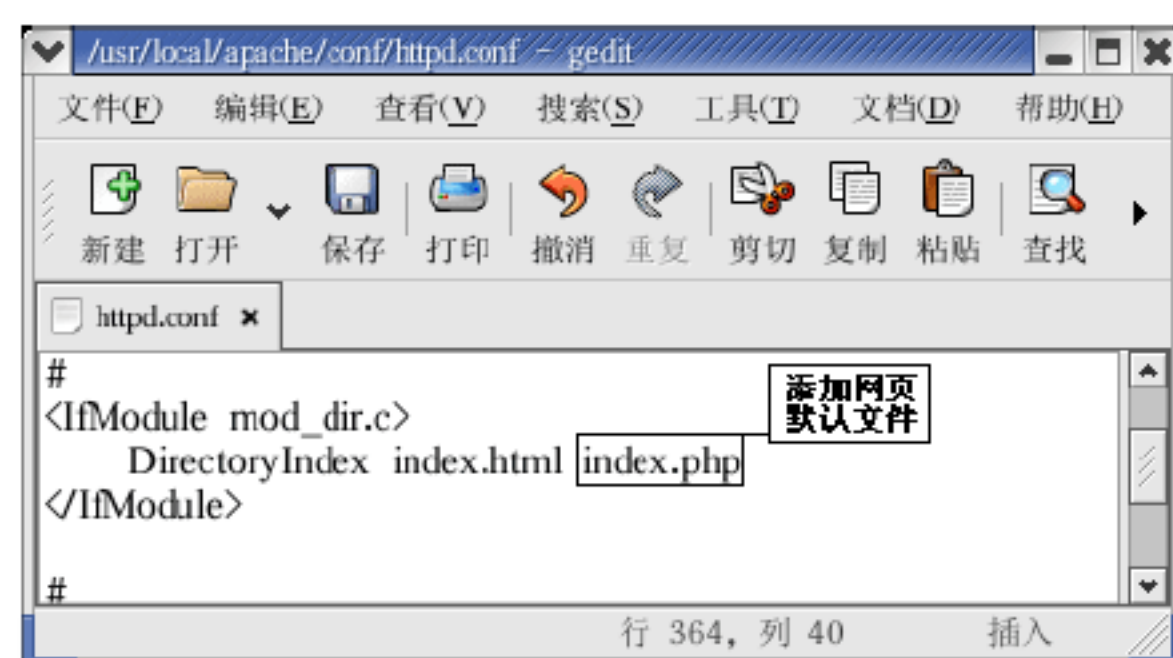 /usr/local/apache/conf/httpd.conf - gedit
文件(F) 编辑(E) 查看(V) 搜索(S) 工具(T) 文档(D) 帮助(H)
新建 打开 保存 打印 撤消 重复 剪切 复制 粘贴 查找
httpd.conf
#
<IfModule mod_dir.c>
添加网页
默认文件
DirectoryIndex index.html index.php
</IfModule>
#
行 364, 列 40 插入